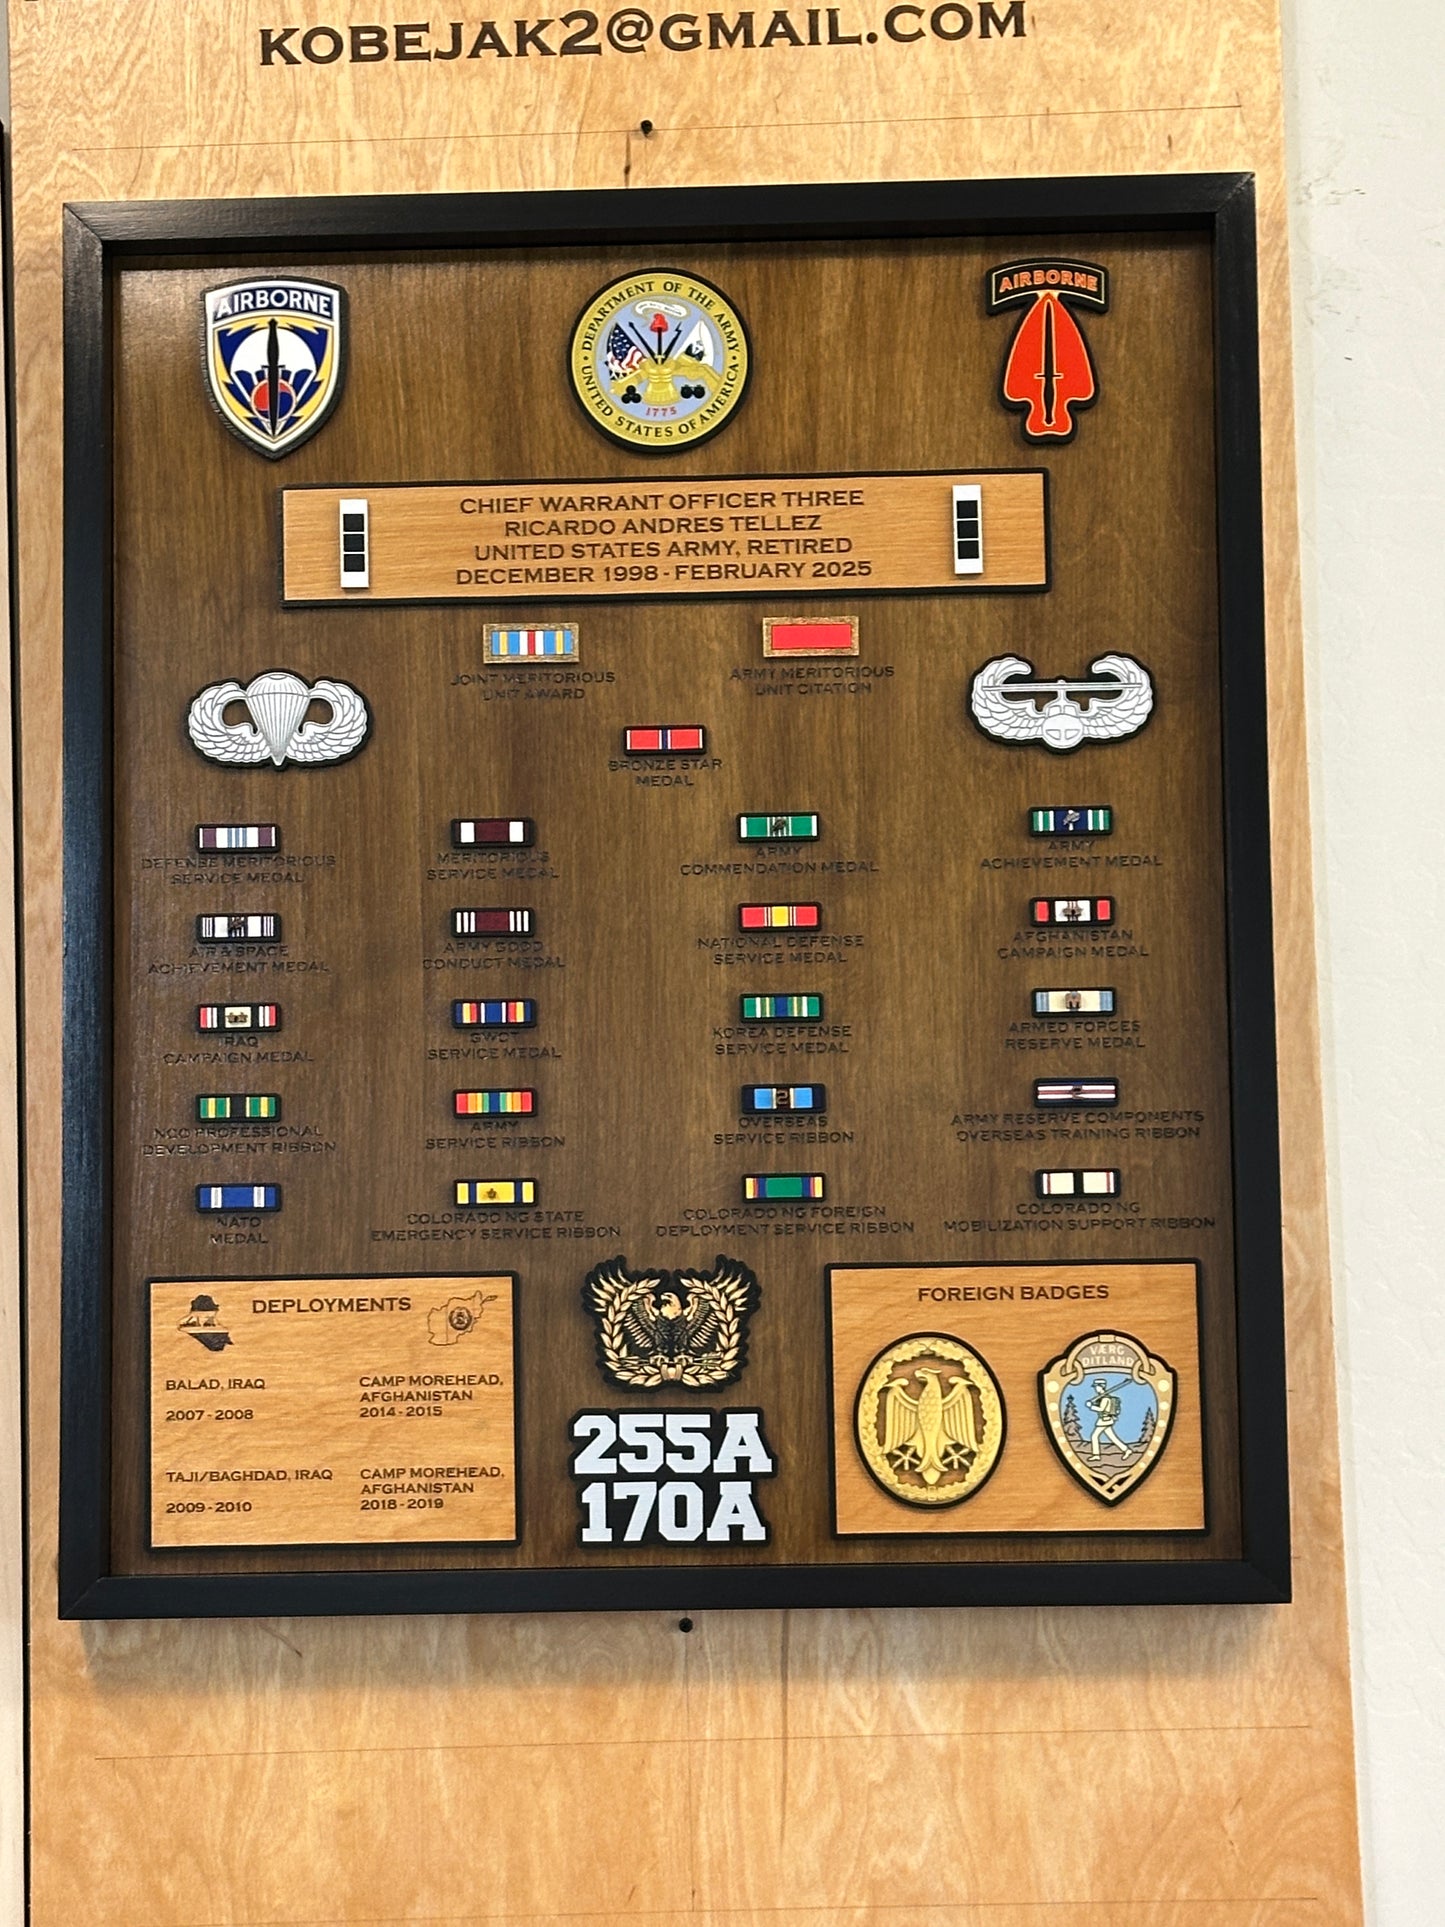 KOBEJAK2@GMAIL.COM
AIRBORNE
DEPARTMENT OF THE ARMY
UNITED STATES OF AMERICA
1775
AIRBORNE
CHIEF WARRANT OFFICER THREE
RICARDO ANDRES TELLEZ
UNITED STATES ARMY, RETIRED
DECEMBER 1998 - FEBRUARY 2025
JOINT MERITORIOUS
UNIT AWARD
ARMY MERITORIOUS
UNIT CITATION
BRONZE STAR
MEDAL
DEFENSE MERITORIOUS
SERVICE MEDAL
MERITORIOUS
SERVICE MEDAL
ARMY
COMMENDATION MEDAL
ARMY
ACHIEVEMENT MEDAL
AIR & SPACE
ACHIEVEMENT MEDAL
ARMY GOOD
CONDUCT MEDAL
NATIONAL DEFENSE
SERVICE MEDAL
AFGHANISTAN
CAMPAIGN MEDAL
IRAQ
CAMPAIGN MEDAL
GWOT
SERVICE MEDAL
KOREA DEFENSE
SERVICE MEDAL
ARMED FORCES
RESERVE MEDAL
NCO PROFESSIONAL
DEVELOPMENT RIBBON
ARMY
SERVICE RIBBON
2
OVERSEAS
SERVICE RIBBON
ARMY RESERVE COMPONENTS
OVERSEAS TRAINING RIBBON
NATO
MEDAL
COLORADO NG STATE
EMERGENCY SERVICE RIBBON
COLORADO NG FOREIGN
DEPLOYMENT SERVICE RIBBON
COLORADO NG
MOBILIZATION SUPPORT RIBBON
DEPLOYMENTS
BALAD, IRAQ
2007 - 2008
CAMP MOREHEAD,
AFGHANISTAN
2014 - 2015
TAJI/BAGHDAD, IRAQ
2009 - 2010
CAMP MOREHEAD,
AFGHANISTAN
2018 - 2019
255A
170A
FOREIGN BADGES
VÆRG
DITLAND